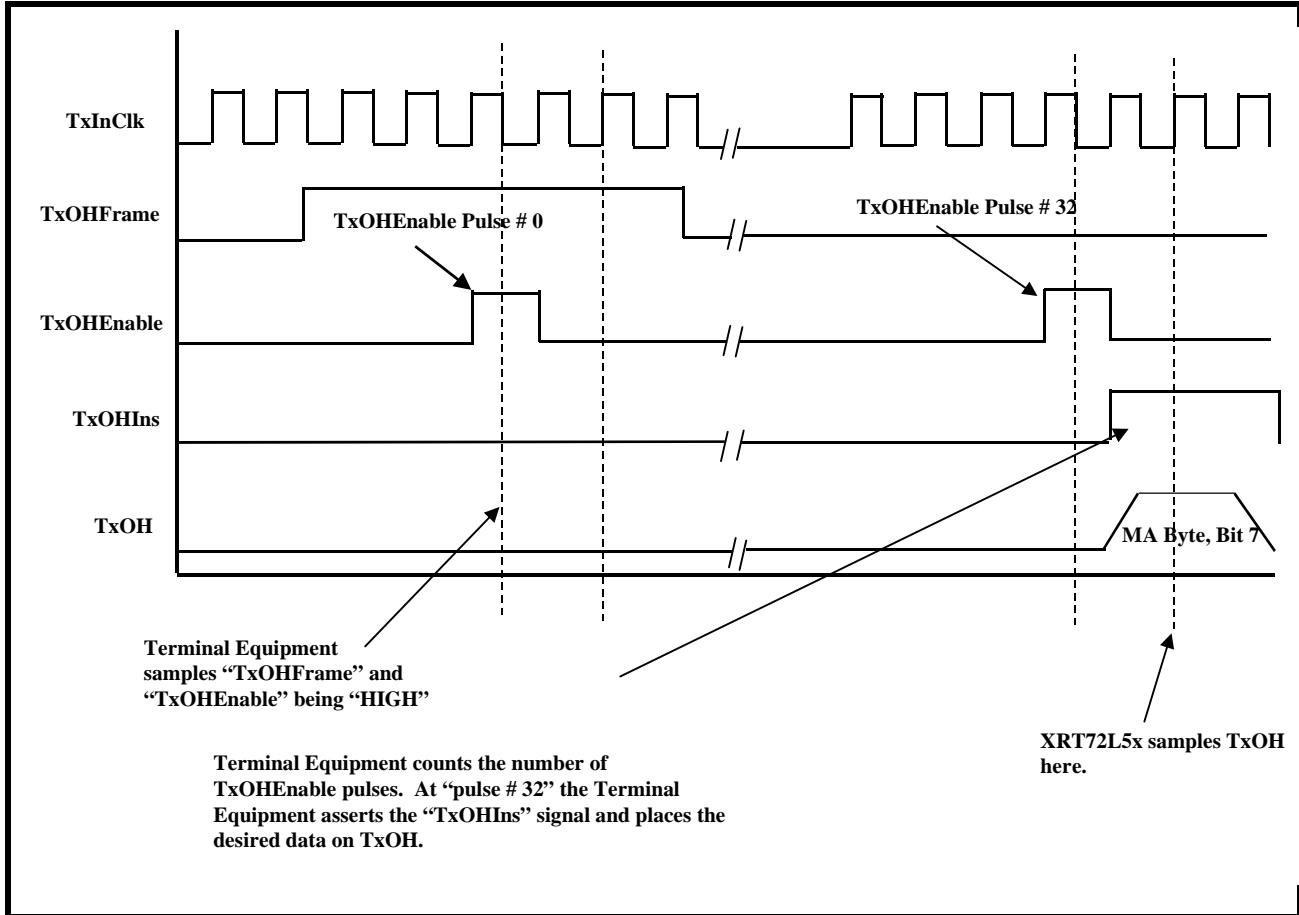 TxInClk
TxOHFrame
TxOHEnable Pulse # 0
TxOHEnable Pulse # 32
TxOHEnable
TxOHIns
TxOH
MA Byte, Bit 7
Terminal Equipment
samples “TxOHFrame” and
“TxOHEnable” being “HIGH”
XRT72L5x samples TxOH
here.
Terminal Equipment counts the number of
TxOHEnable pulses.  At “pulse # 32” the Terminal
Equipment asserts the “TxOHIns” signal and places the
desired data on TxOH.